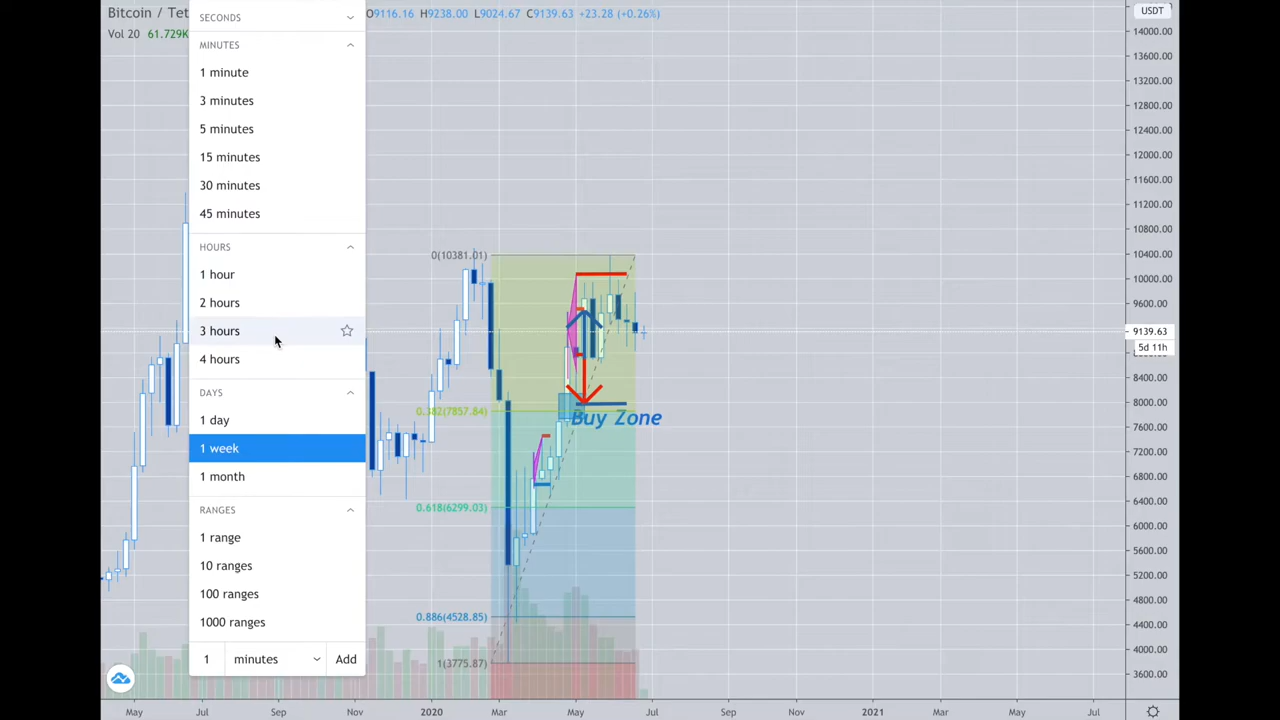 Bitcoin / Tet
O9116.16 H9238.00 L9024.67 C9139.63 +23.28 (+0.26%)
Vol 20 61.729K
SECONDS
MINUTES
1 minute
3 minutes
5 minutes
15 minutes
30 minutes
45 minutes
HOURS
1 hour
2 hours
3 hours
4 hours
DAYS
1 day
1 week
1 month
RANGES
1 range
10 ranges
100 ranges
1000 ranges
1 minutes Add
0(10381.01)
0.382(7857.84)
Buy Zone
0.618(6299.03)
0.886(4528.85)
1(3775.87)
USDT
14000.00
13600.00
13200.00
12800.00
12400.00
12000.00
11600.00
11200.00
10800.00
10400.00
10000.00
9600.00
9139.63
5d 11h
8400.00
8000.00
7600.00
7200.00
6800.00
6400.00
6000.00
5600.00
5200.00
4800.00
4400.00
4000.00
3600.00
May Jul Sep Nov 2020 Mar May Jul Sep Nov 2021 Mar May Jul